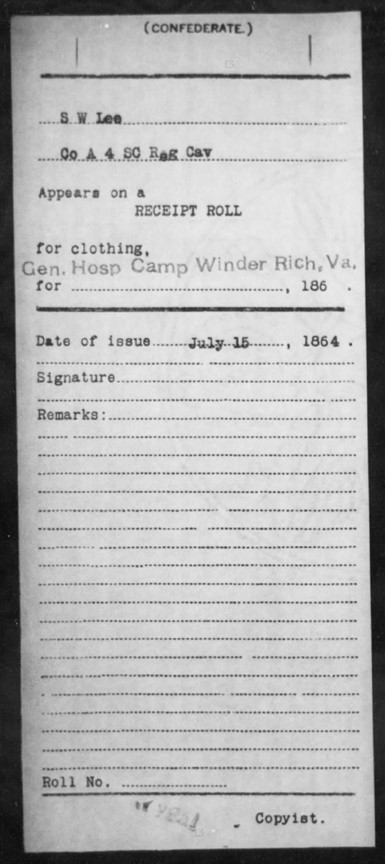 (CONFEDERATE.)
S W Lee
Co A 4 SC Reg Cav
Appears on a
RECEIPT ROLL
for clothing,
Gen. Hosp Camp Winder Rich, Va.
for ..............................., 186 .
Date of issue July 15, 1864.
Signature
Remarks:
Roll No.
Copyist.